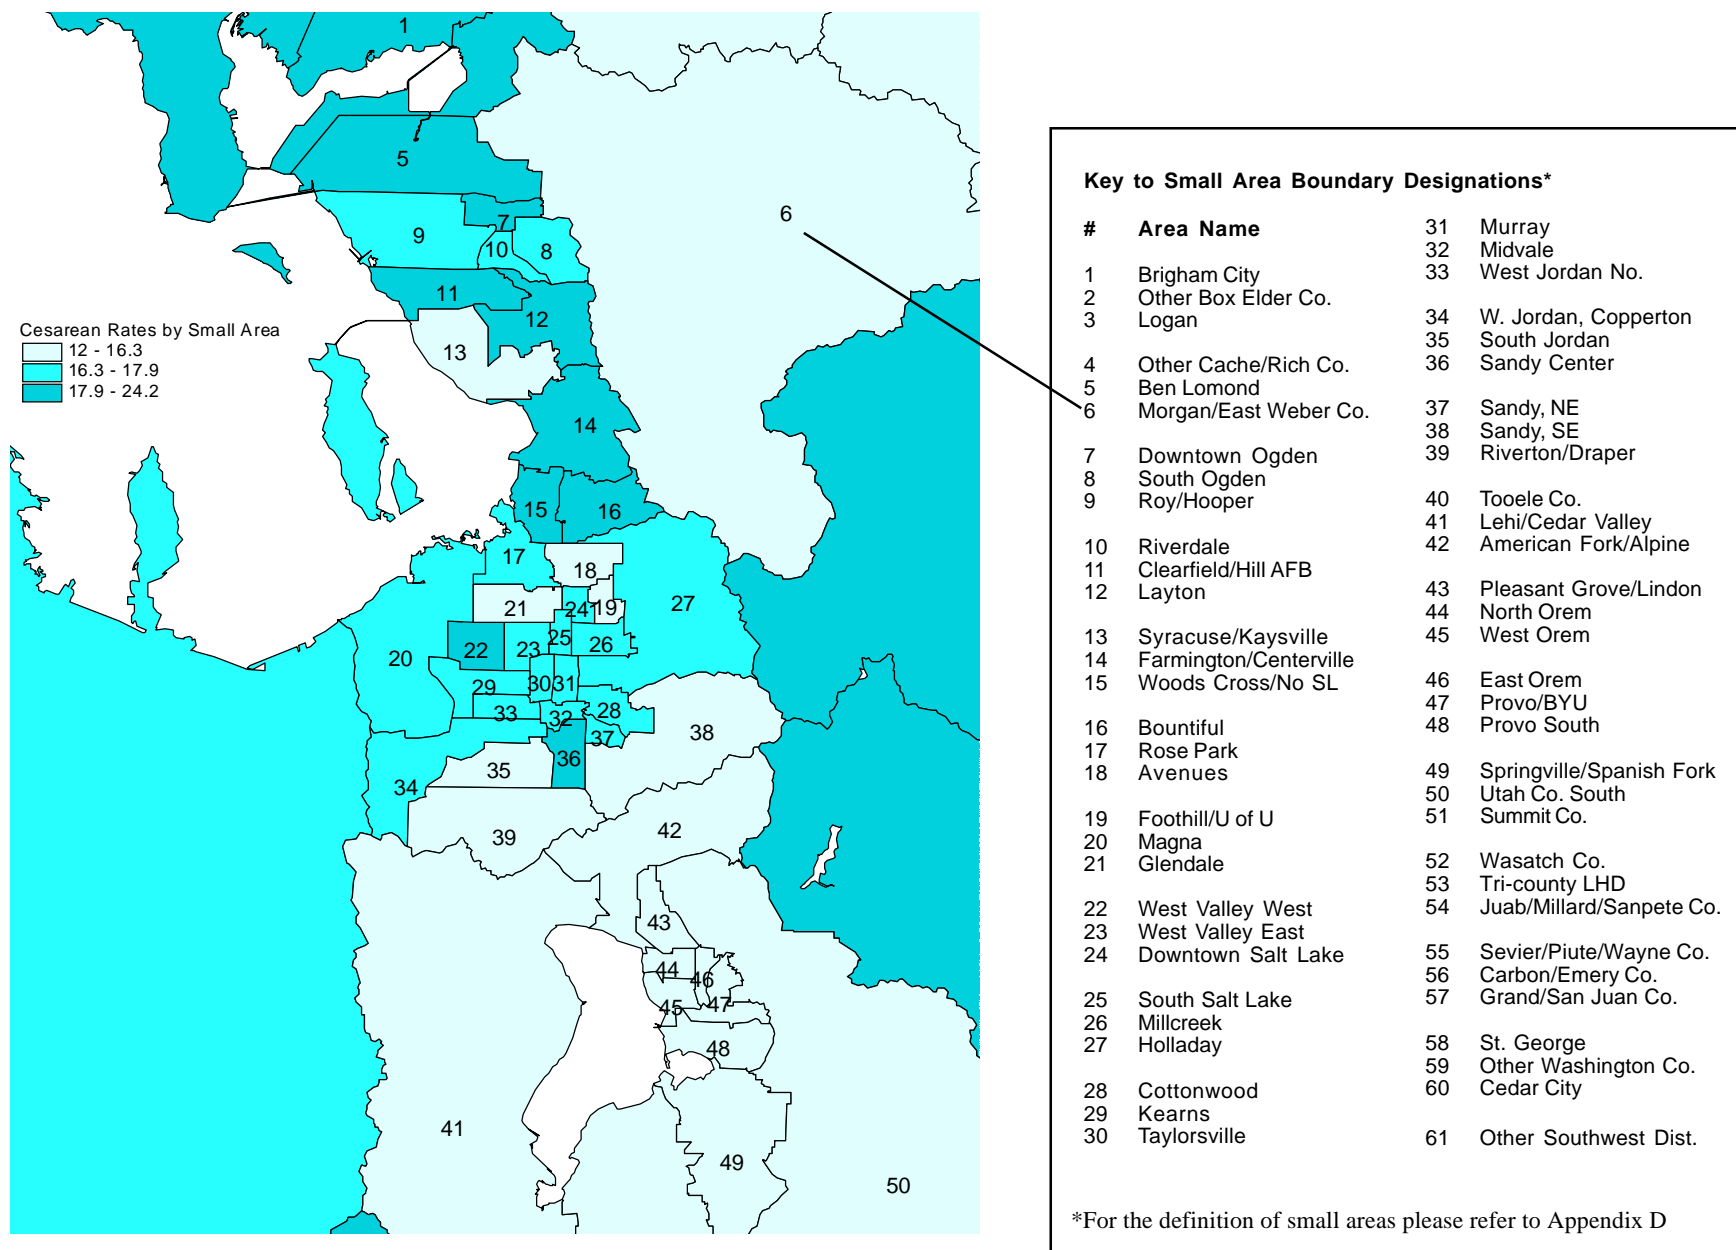 1
5
6
7
9
10
8
11
12
Cesarean Rates by Small Area
12 - 16.3
16.3 - 17.9
17.9 - 24.2
13
14
15
16
17
18
21
24
19
27
20
22
23
25
26
29
30
31
33
32
28
37
38
36
35
34
39
42
43
44
46
45
47
48
41
49
50
Key to Small Area Boundary Designations*
# Area Name
1 Brigham City
2 Other Box Elder Co.
3 Logan
4 Other Cache/Rich Co.
5 Ben Lomond
6 Morgan/East Weber Co.
7 Downtown Ogden
8 South Ogden
9 Roy/Hooper
10 Riverdale
11 Clearfield/Hill AFB
12 Layton
13 Syracuse/Kaysville
14 Farmington/Centerville
15 Woods Cross/No SL
16 Bountiful
17 Rose Park
18 Avenues
19 Foothill/U of U
20 Magna
21 Glendale
22 West Valley West
23 West Valley East
24 Downtown Salt Lake
25 South Salt Lake
26 Millcreek
27 Holladay
28 Cottonwood
29 Kearns
30 Taylorsville
31 Murray
32 Midvale
33 West Jordan No.
34 W. Jordan, Copperton
35 South Jordan
36 Sandy Center
37 Sandy, NE
38 Sandy, SE
39 Riverton/Draper
40 Tooele Co.
41 Lehi/Cedar Valley
42 American Fork/Alpine
43 Pleasant Grove/Lindon
44 North Orem
45 West Orem
46 East Orem
47 Provo/BYU
48 Provo South
49 Springville/Spanish Fork
50 Utah Co. South
51 Summit Co.
52 Wasatch Co.
53 Tri-county LHD
54 Juab/Millard/Sanpete Co.
55 Sevier/Piute/Wayne Co.
56 Carbon/Emery Co.
57 Grand/San Juan Co.
58 St. George
59 Other Washington Co.
60 Cedar City
61 Other Southwest Dist.
*For the definition of small areas please refer to Appendix D